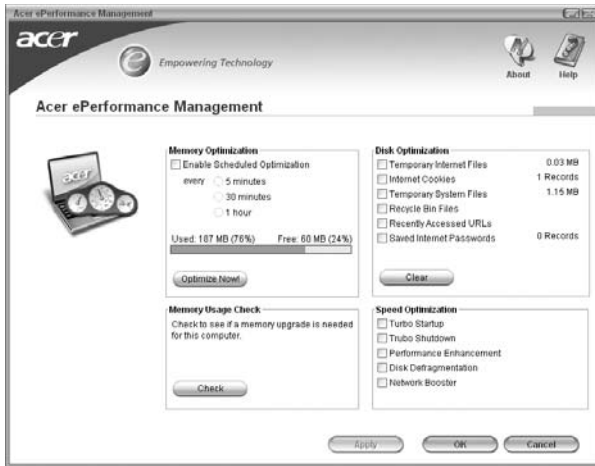 Acer ePerformance Management
acer
Empowering Technology
About
Help
Acer ePerformance Management
Memory Optimization
Enable Scheduled Optimization
every
5 minutes
30 minutes
1 hour
Used: 187 MB (76%) Free: 60 MB (24%)
Optimize Now!
Disk Optimization
Temporary Internet Files 0.03 MB
Internet Cookies 1 Records
Temporary System Files 1.15 MB
Recycle Bin Files
Recently Accessed URLs
Saved Internet Passwords 0 Records
Clear
Memory Usage Check
Check to see if a memory upgrade is needed
for this computer.
Check
Speed Optimization
Turbo Startup
Trubo Shutdown
Performance Enhancement
Disk Defragmentation
Network Booster
Apply
OK
Cancel